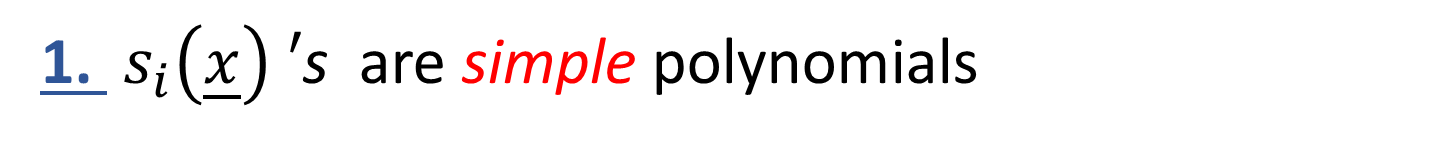 1. sᵢ(x̲) 's are simple polynomials